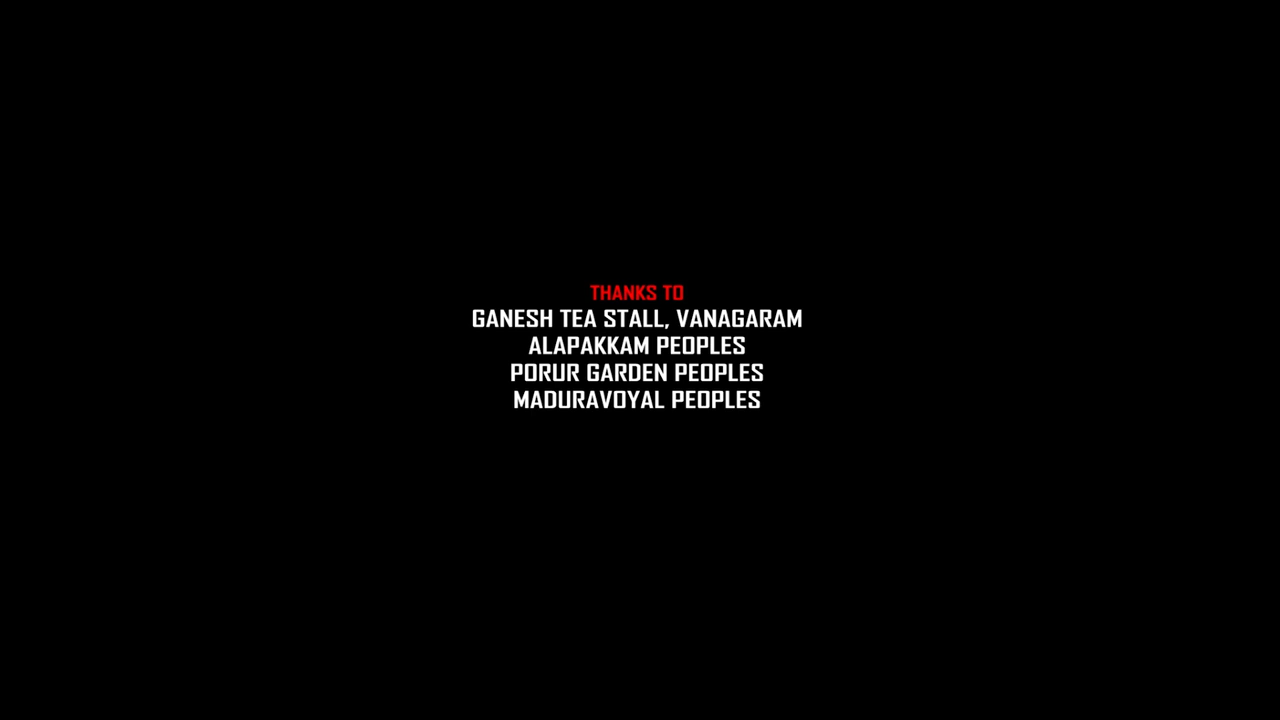 THANKS TO
GANESH TEA STALL, VANAGARAM
ALAPAKKAM PEOPLES
PORUR GARDEN PEOPLES
MADURAVOYAL PEOPLES